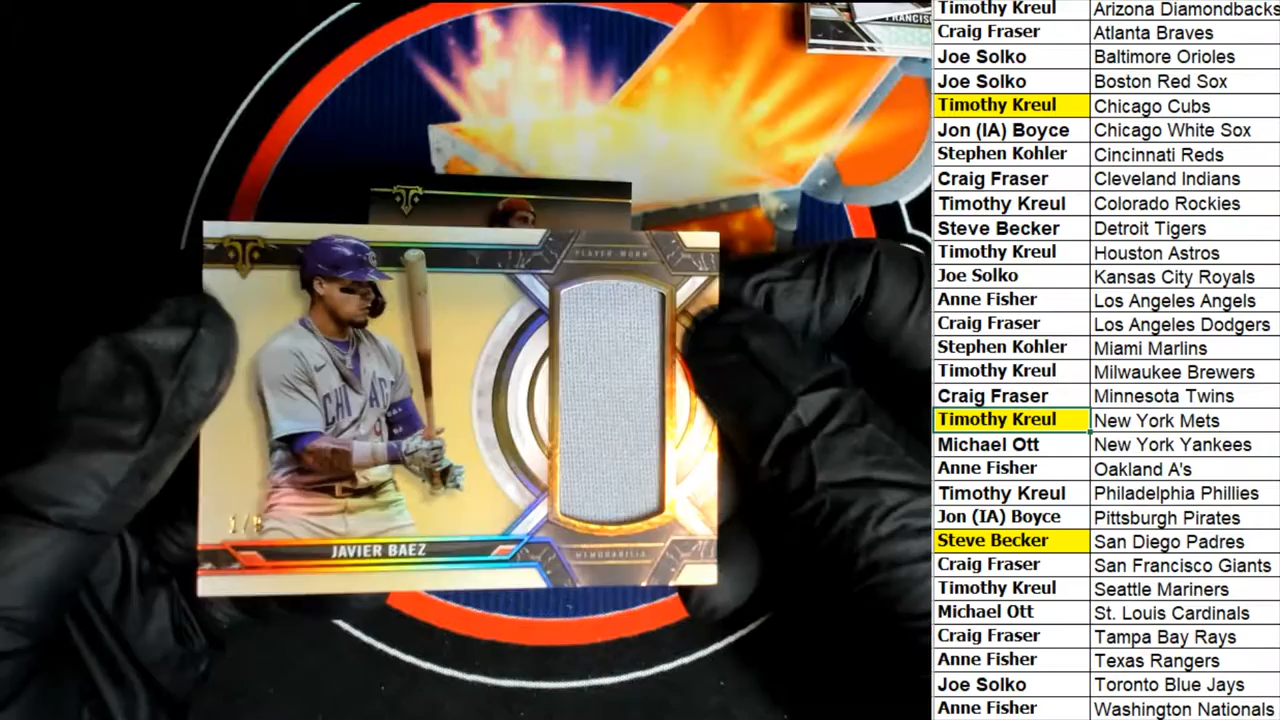 FRANCIS
PLAYER WORN
CHICAGO
9
1/9
JAVIER BAEZ
MEMORABILIA
Timothy Kreul Arizona Diamondbacks
Craig Fraser Atlanta Braves
Joe Solko Baltimore Orioles
Joe Solko Boston Red Sox
Timothy Kreul Chicago Cubs
Jon (IA) Boyce Chicago White Sox
Stephen Kohler Cincinnati Reds
Craig Fraser Cleveland Indians
Timothy Kreul Colorado Rockies
Steve Becker Detroit Tigers
Timothy Kreul Houston Astros
Joe Solko Kansas City Royals
Anne Fisher Los Angeles Angels
Craig Fraser Los Angeles Dodgers
Stephen Kohler Miami Marlins
Timothy Kreul Milwaukee Brewers
Craig Fraser Minnesota Twins
Timothy Kreul New York Mets
Michael Ott New York Yankees
Anne Fisher Oakland A's
Timothy Kreul Philadelphia Phillies
Jon (IA) Boyce Pittsburgh Pirates
Steve Becker San Diego Padres
Craig Fraser San Francisco Giants
Timothy Kreul Seattle Mariners
Michael Ott St. Louis Cardinals
Craig Fraser Tampa Bay Rays
Anne Fisher Texas Rangers
Joe Solko Toronto Blue Jays
Anne Fisher Washington Nationals